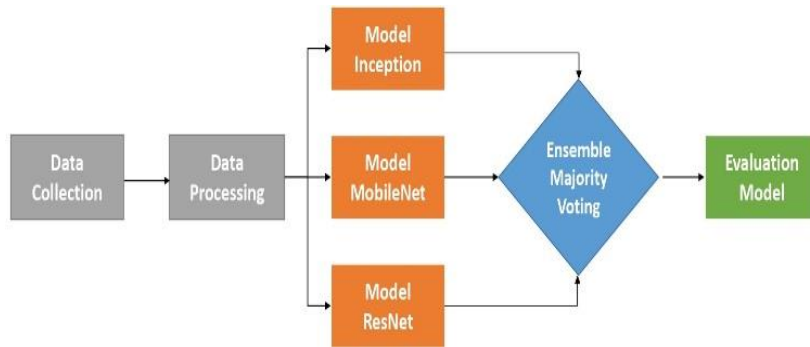 Data
Collection
Data
Processing
Model
Inception
Model
MobileNet
Model
ResNet
Ensemble
Majority
Voting
Evaluation
Model